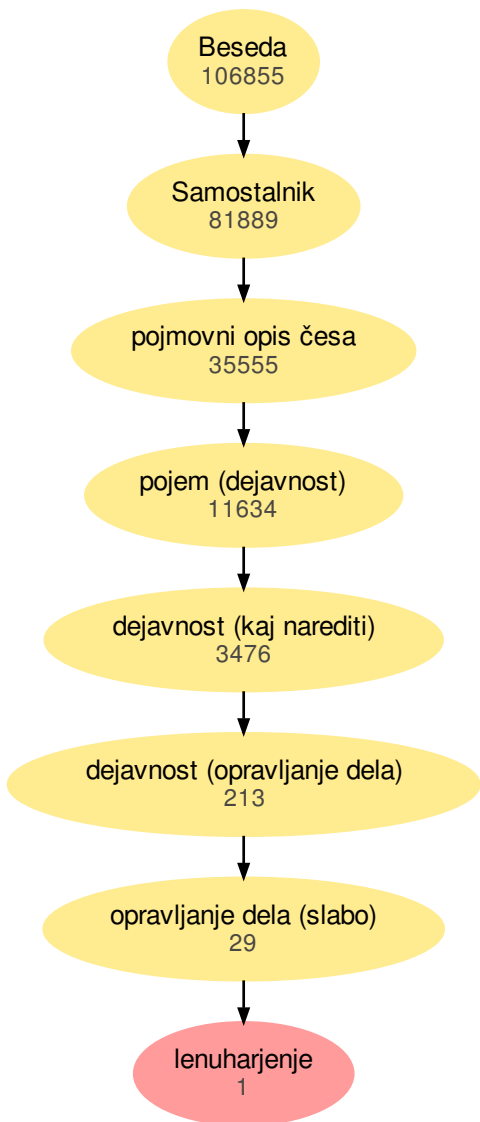 Beseda
106855
Samostalnik
81889
pojmovni opis česa
35555
pojem (dejavnost)
11634
dejavnost (kaj narediti)
3476
dejavnost (opravljanje dela)
213
opravljanje dela (slabo)
29
lenuharjenje
1